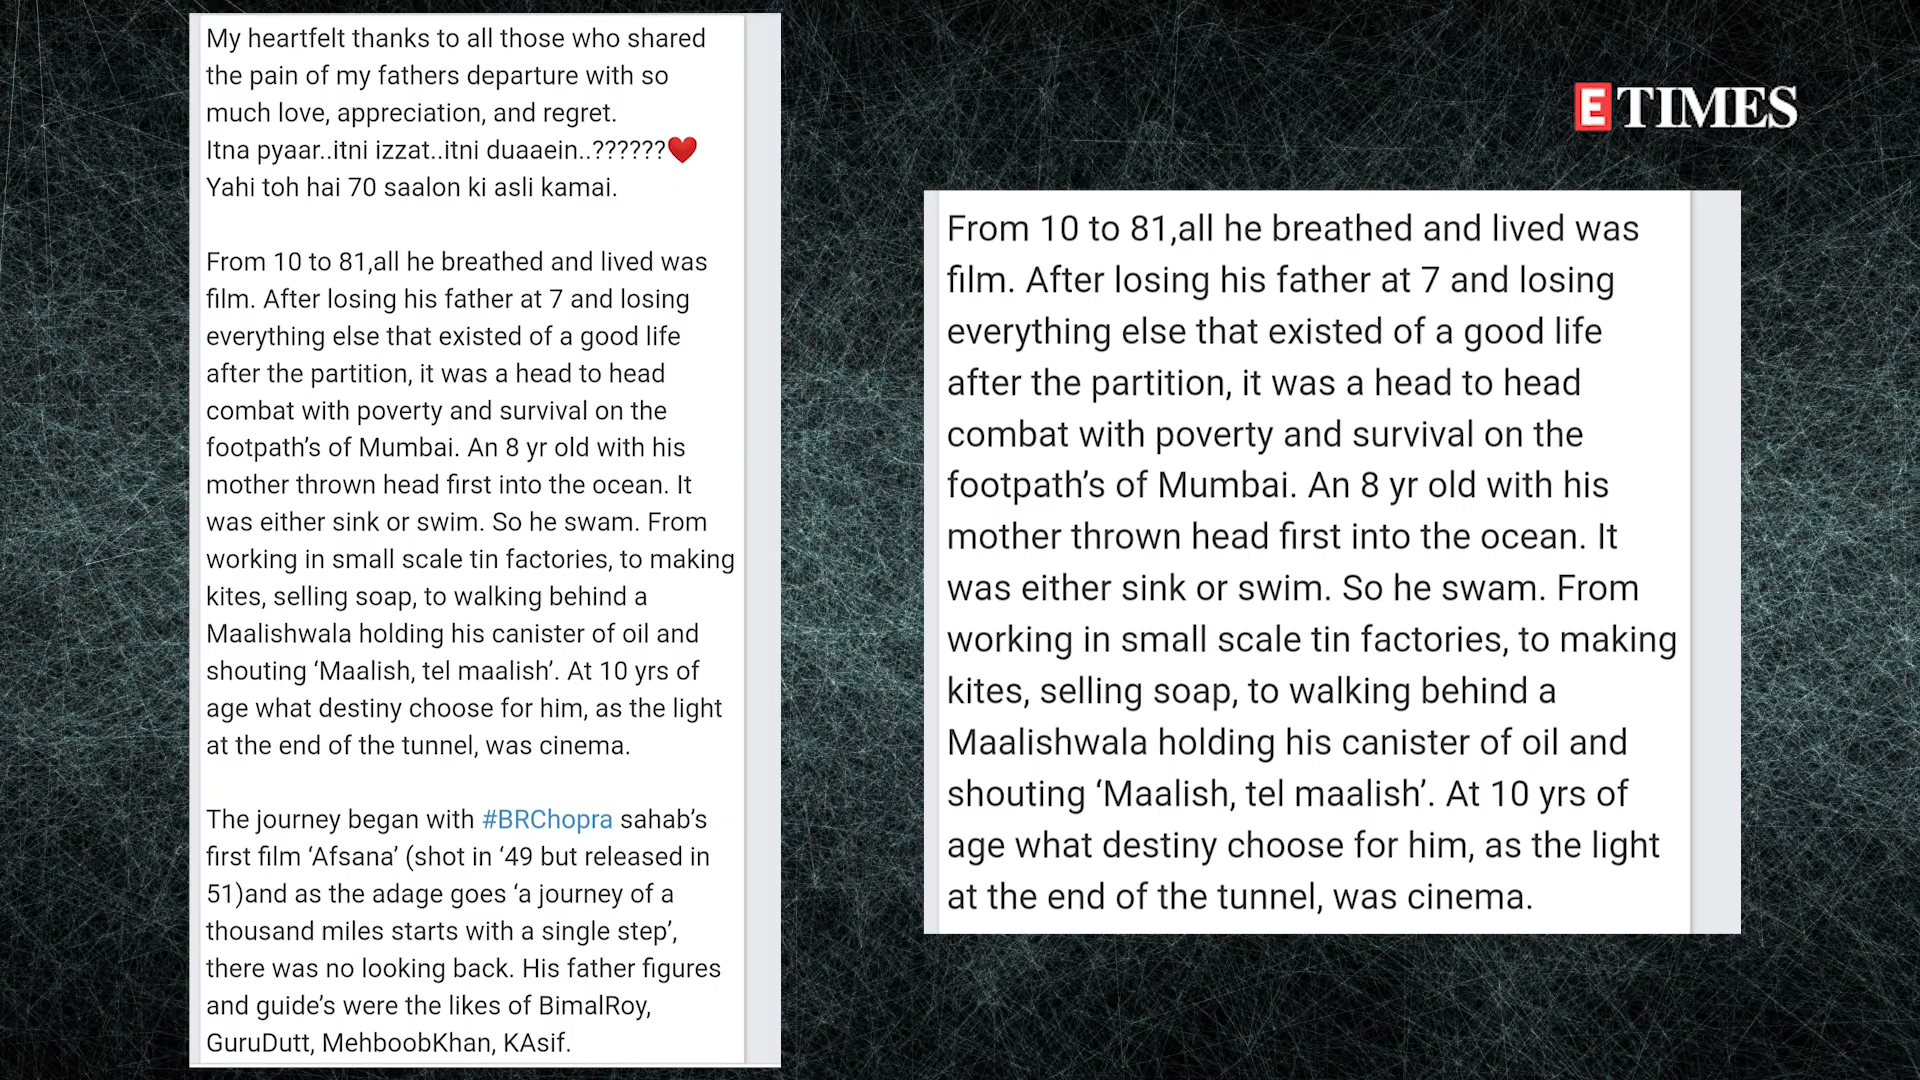 My heartfelt thanks to all those who shared
the pain of my fathers departure with so
much love, appreciation, and regret.
Itna pyaar..itni izzat..itni duaaein..??????❤️
Yahi toh hai 70 saalon ki asli kamai.
From 10 to 81,all he breathed and lived was
film. After losing his father at 7 and losing
everything else that existed of a good life
after the partition, it was a head to head
combat with poverty and survival on the
footpath’s of Mumbai. An 8 yr old with his
mother thrown head first into the ocean. It
was either sink or swim. So he swam. From
working in small scale tin factories, to making
kites, selling soap, to walking behind a
Maalishwala holding his canister of oil and
shouting ‘Maalish, tel maalish’. At 10 yrs of
age what destiny choose for him, as the light
at the end of the tunnel, was cinema.
The journey began with #BRChopra sahab’s
first film ‘Afsana’ (shot in ‘49 but released in
51)and as the adage goes ‘a journey of a
thousand miles starts with a single step’,
there was no looking back. His father figures
and guide’s were the likes of BimalRoy,
GuruDutt, MehboobKhan, KAsif.
E TIMES
From 10 to 81,all he breathed and lived was
film. After losing his father at 7 and losing
everything else that existed of a good life
after the partition, it was a head to head
combat with poverty and survival on the
footpath’s of Mumbai. An 8 yr old with his
mother thrown head first into the ocean. It
was either sink or swim. So he swam. From
working in small scale tin factories, to making
kites, selling soap, to walking behind a
Maalishwala holding his canister of oil and
shouting ‘Maalish, tel maalish’. At 10 yrs of
age what destiny choose for him, as the light
at the end of the tunnel, was cinema.